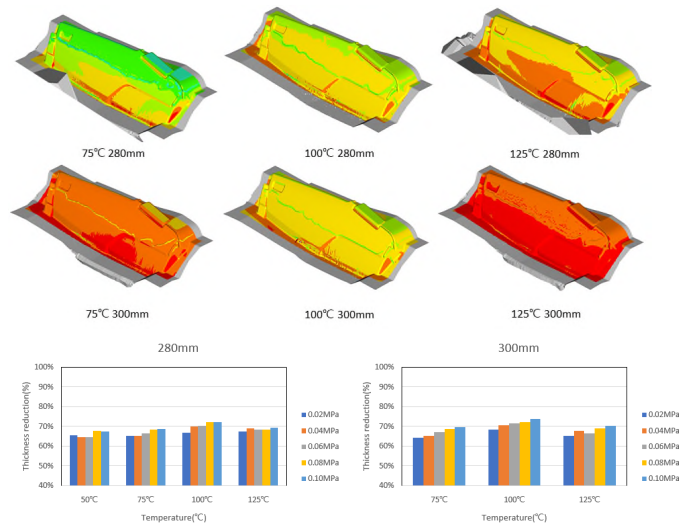 75℃ 280mm
100℃ 280mm
125℃ 280mm
75℃ 300mm
100℃ 300mm
125℃ 300mm
280mm
100%
90%
80%
70%
60%
50%
40%
Thickness reduction(%)
50℃
75℃
100℃
125℃
Temperature(℃)
0.02MPa
0.04MPa
0.06MPa
0.08MPa
0.10MPa
300mm
100%
90%
80%
70%
60%
50%
40%
Thickness reduction(%)
75℃
100℃
125℃
Temperature(℃)
0.02MPa
0.04MPa
0.06MPa
0.08MPa
0.10MPa